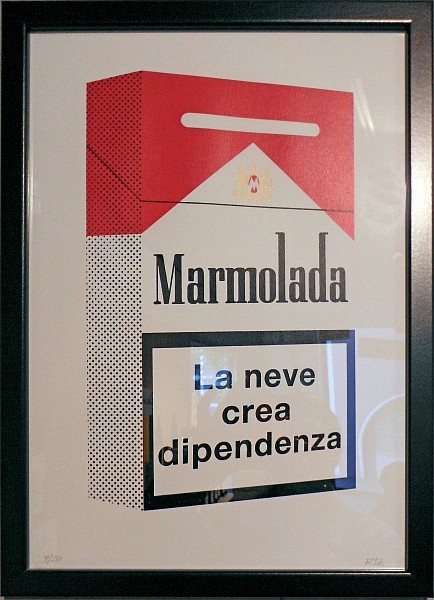 Marmolada
La neve
crea
dipendenza